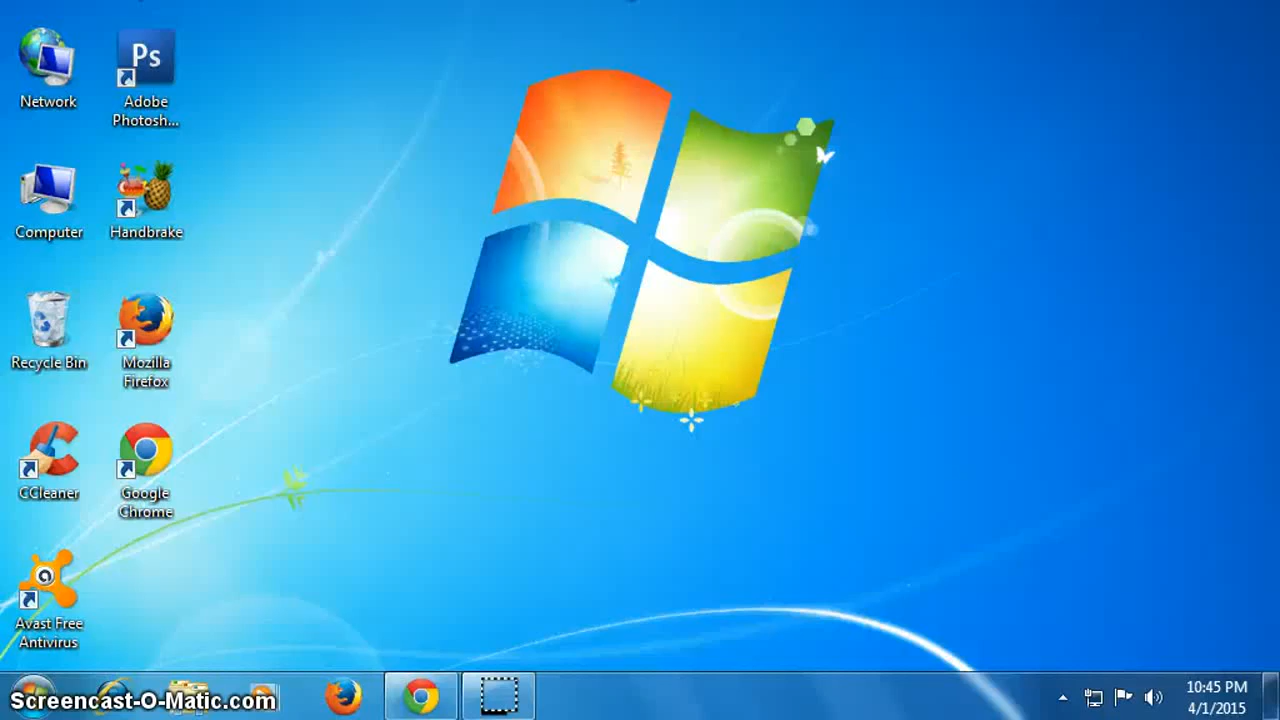 Network
Ps
Adobe
Photosh...
Computer
Handbrake
Recycle Bin
Mozilla
Firefox
CCleaner
Google
Chrome
a
Avast Free
Antivirus
Screencast-O-Matic.com
10:45 PM
4/1/2015